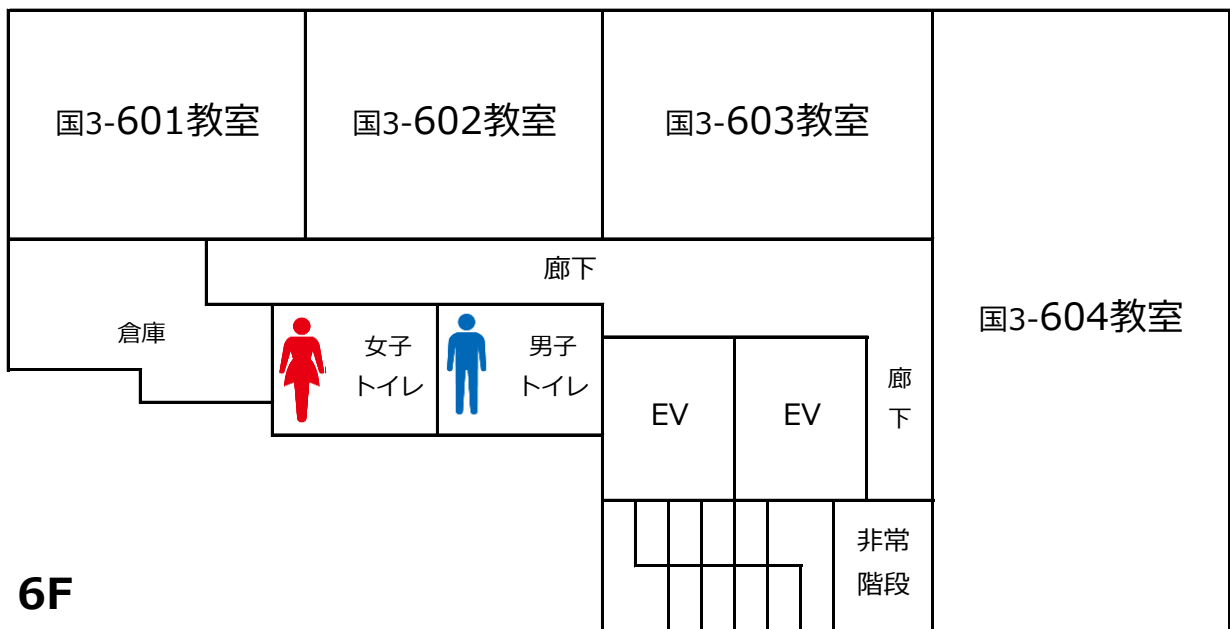 国3-601教室
国3-602教室
国3-603教室
廊下
国3-604教室
倉庫
女子
トイレ
男子
トイレ
EV
EV
廊
下
非常
階段
6F